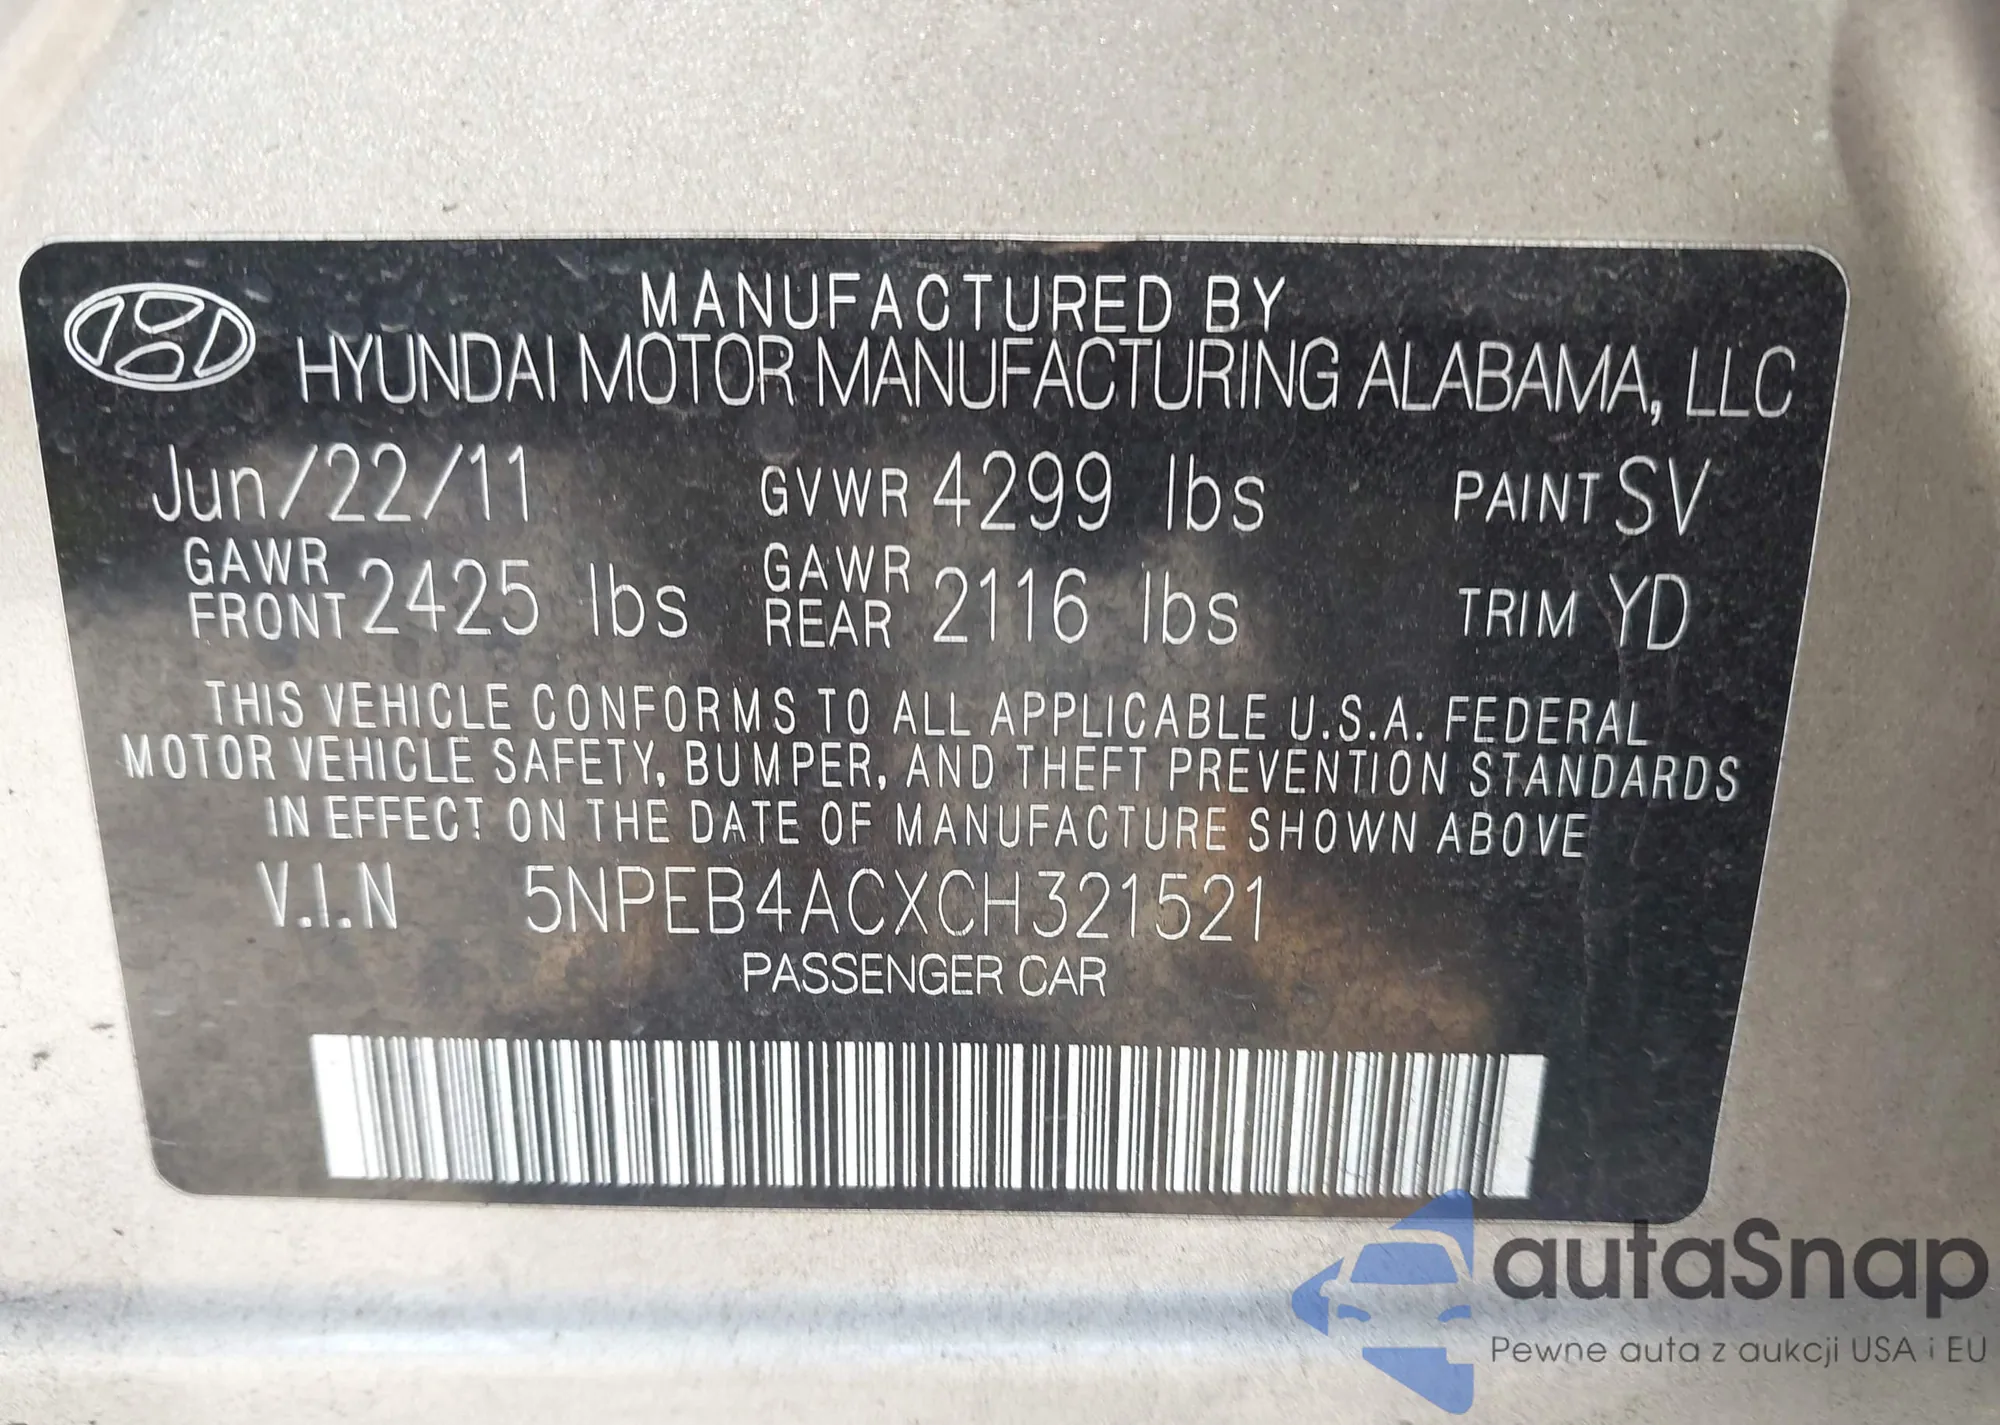 MANUFACTURED BY
HYUNDAI MOTOR MANUFACTURING ALABAMA, LLC
Jun/22/11 GVWR 4299 lbs PAINT SV
GAWR FRONT 2425 lbs GAWR REAR 2116 lbs TRIM YD
THIS VEHICLE CONFORMS TO ALL APPLICABLE U.S.A. FEDERAL
MOTOR VEHICLE SAFETY, BUMPER, AND THEFT PREVENTION STANDARDS
IN EFFECT ON THE DATE OF MANUFACTURE SHOWN ABOVE
V.I.N 5NPEB4ACXCH321521
PASSENGER CAR
autaSnap
Pewne auta z aukcji USA i EU